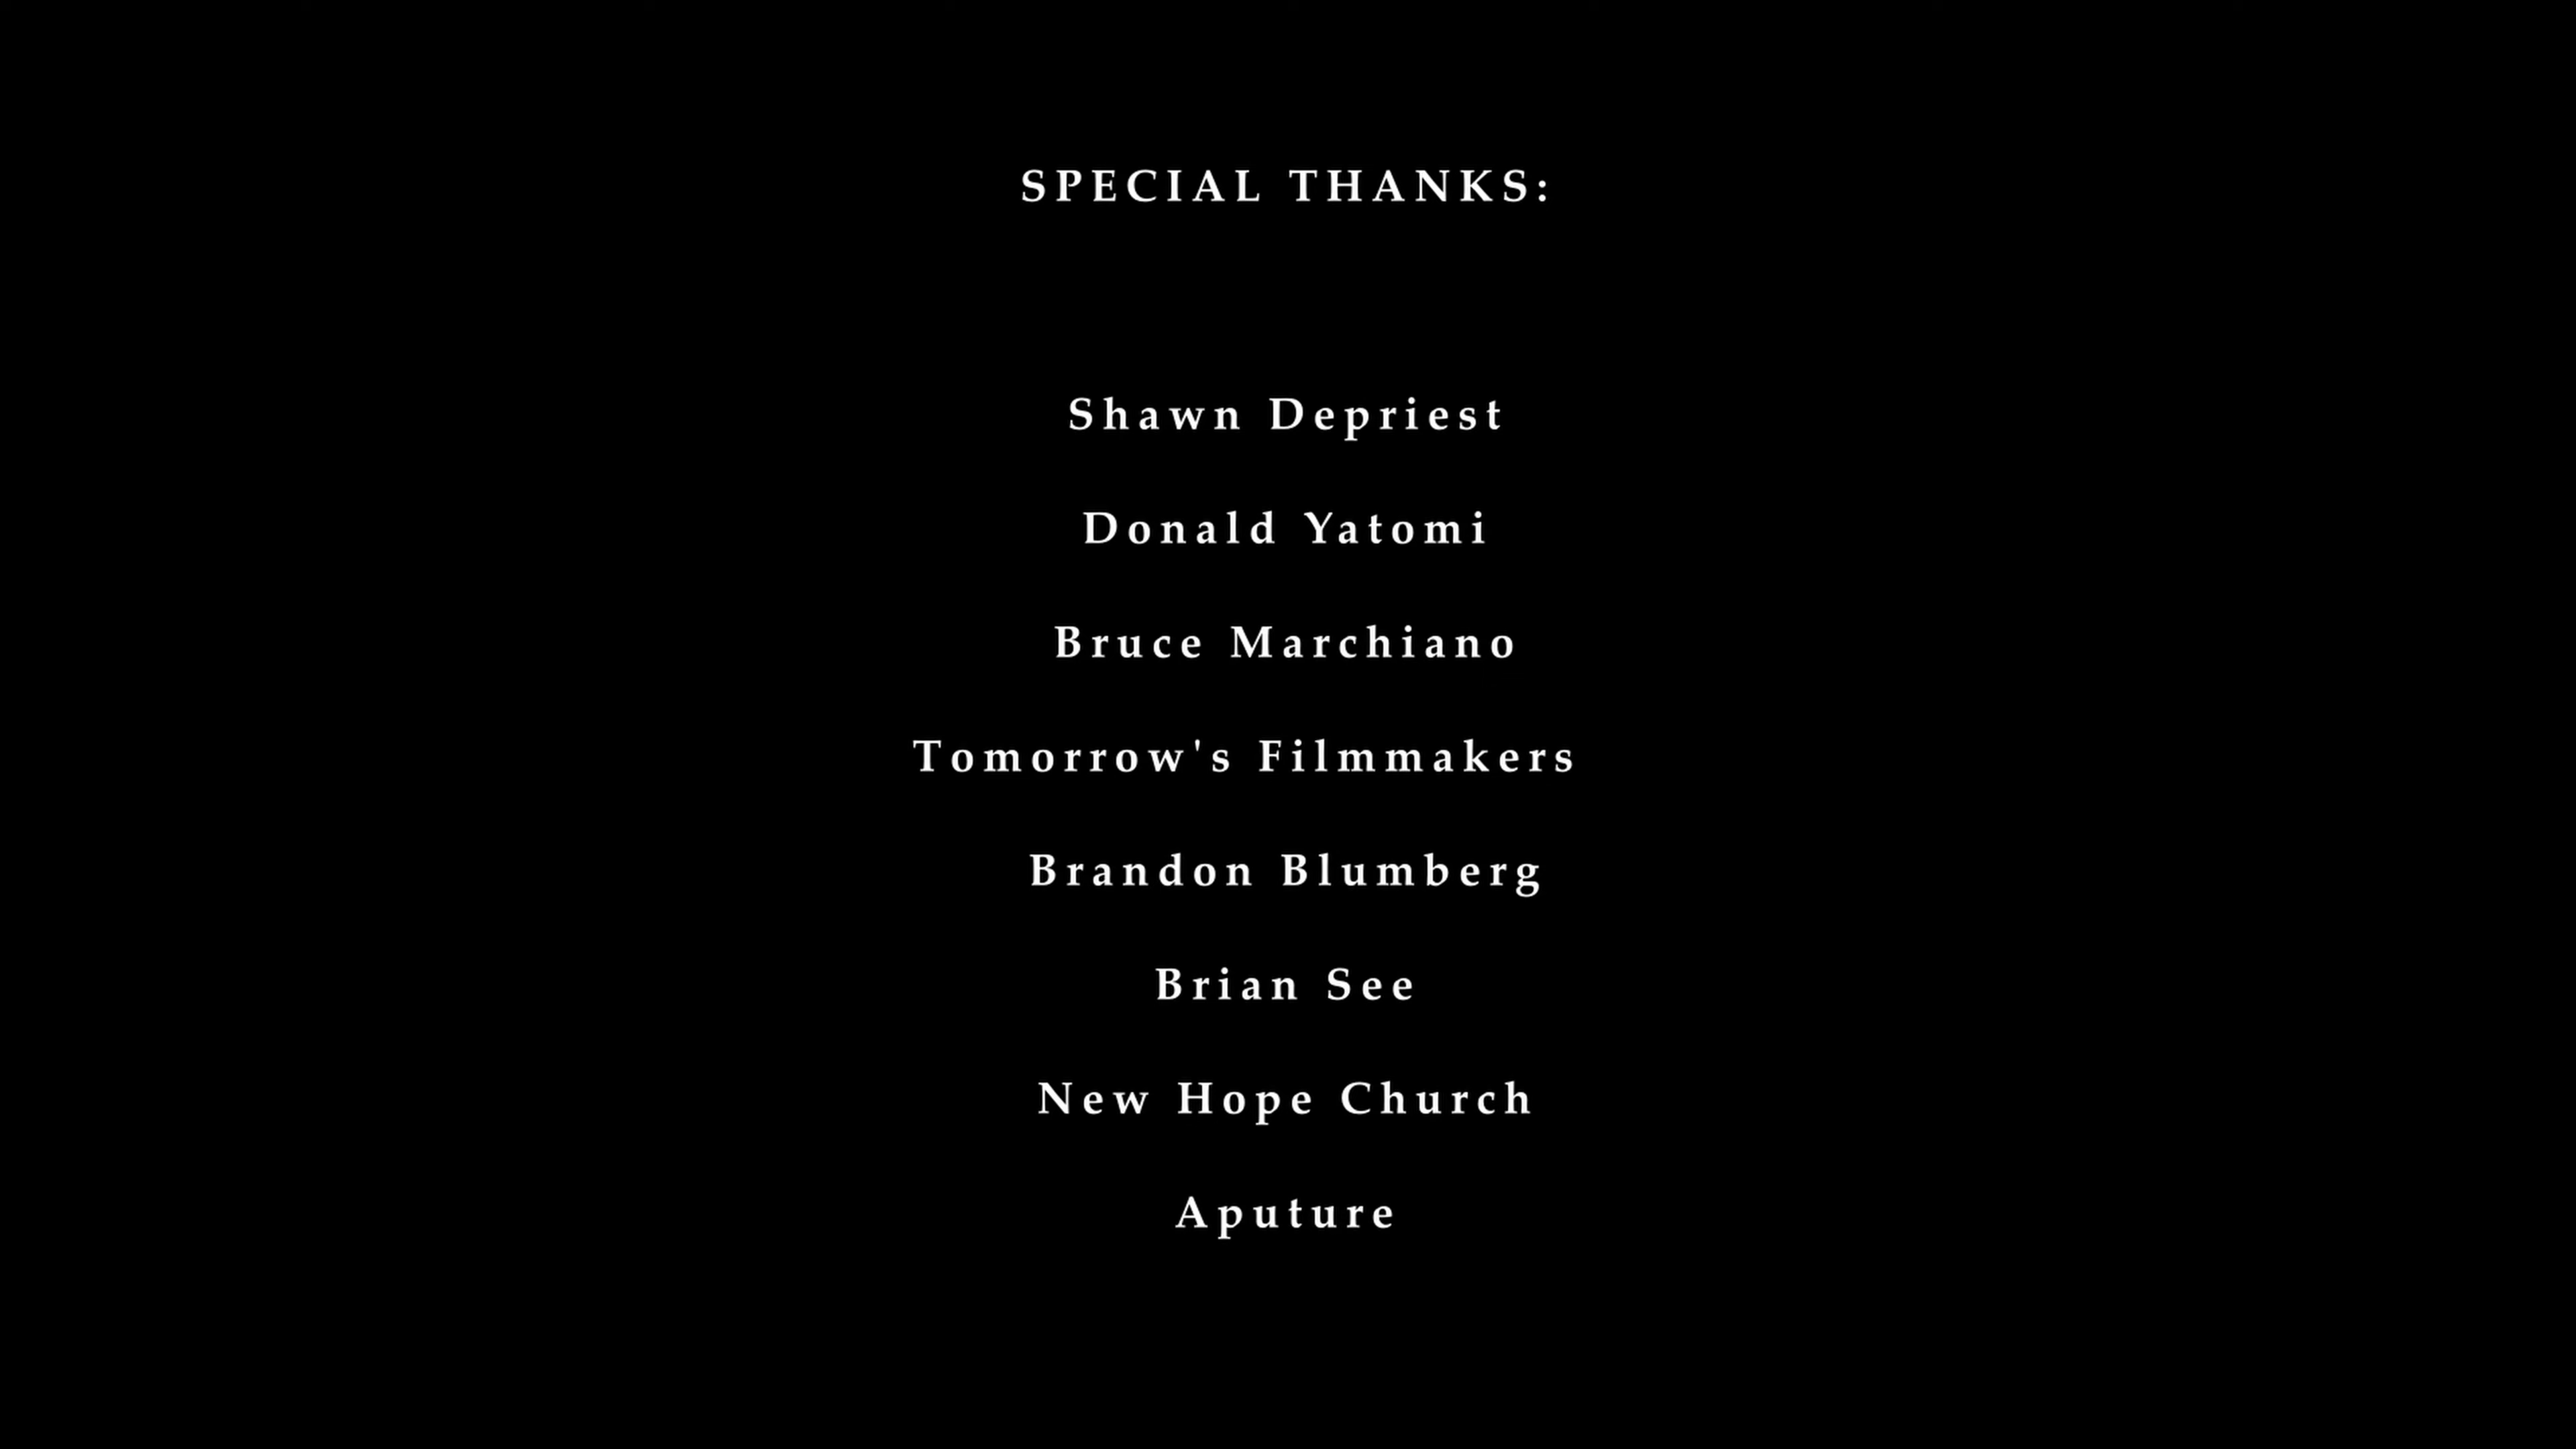 SPECIAL THANKS:
Shawn Depriest
Donald Yatomi
Bruce Marchiano
Tomorrow's Filmmakers
Brandon Blumberg
Brian See
New Hope Church
Aputure